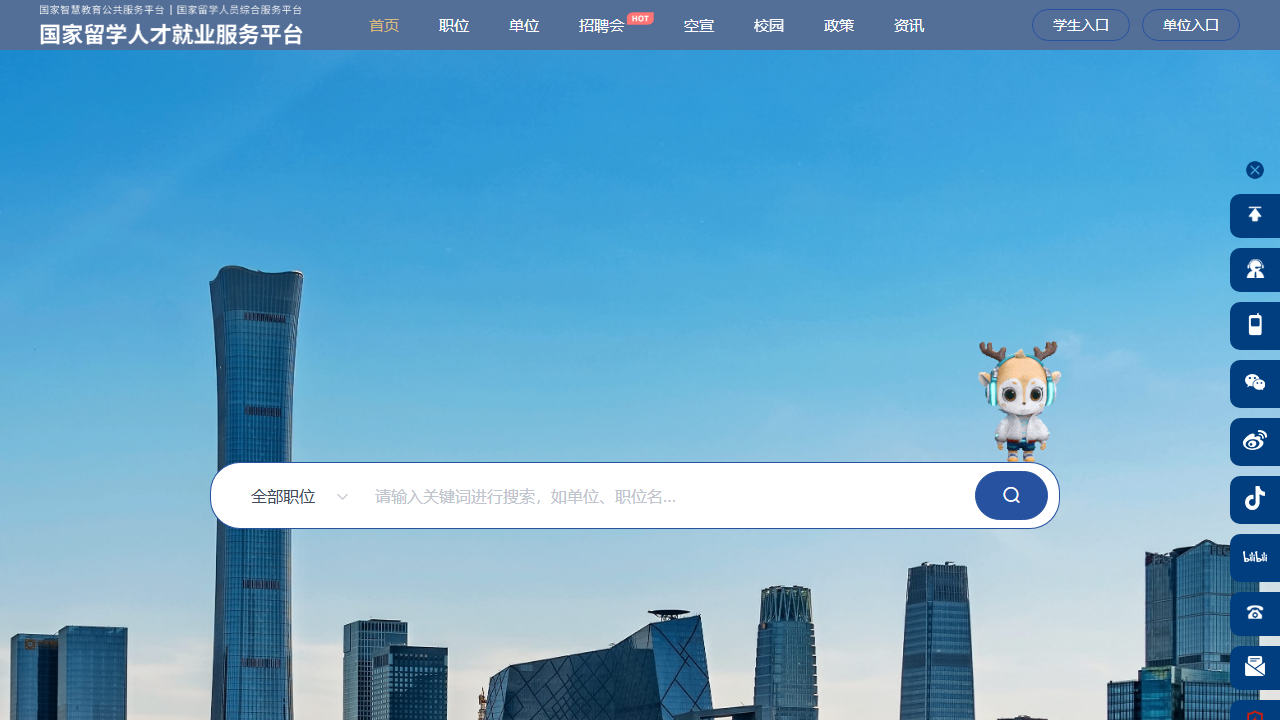 国家智慧教育公共服务平台 | 国家留学人员综合服务平台
国家留学人才就业服务平台
首页
职位
单位
招聘会
HOT
空宣
校园
政策
资讯
学生入口
单位入口
全部职位
请输入关键词进行搜索，如单位、职位名...
bilibili